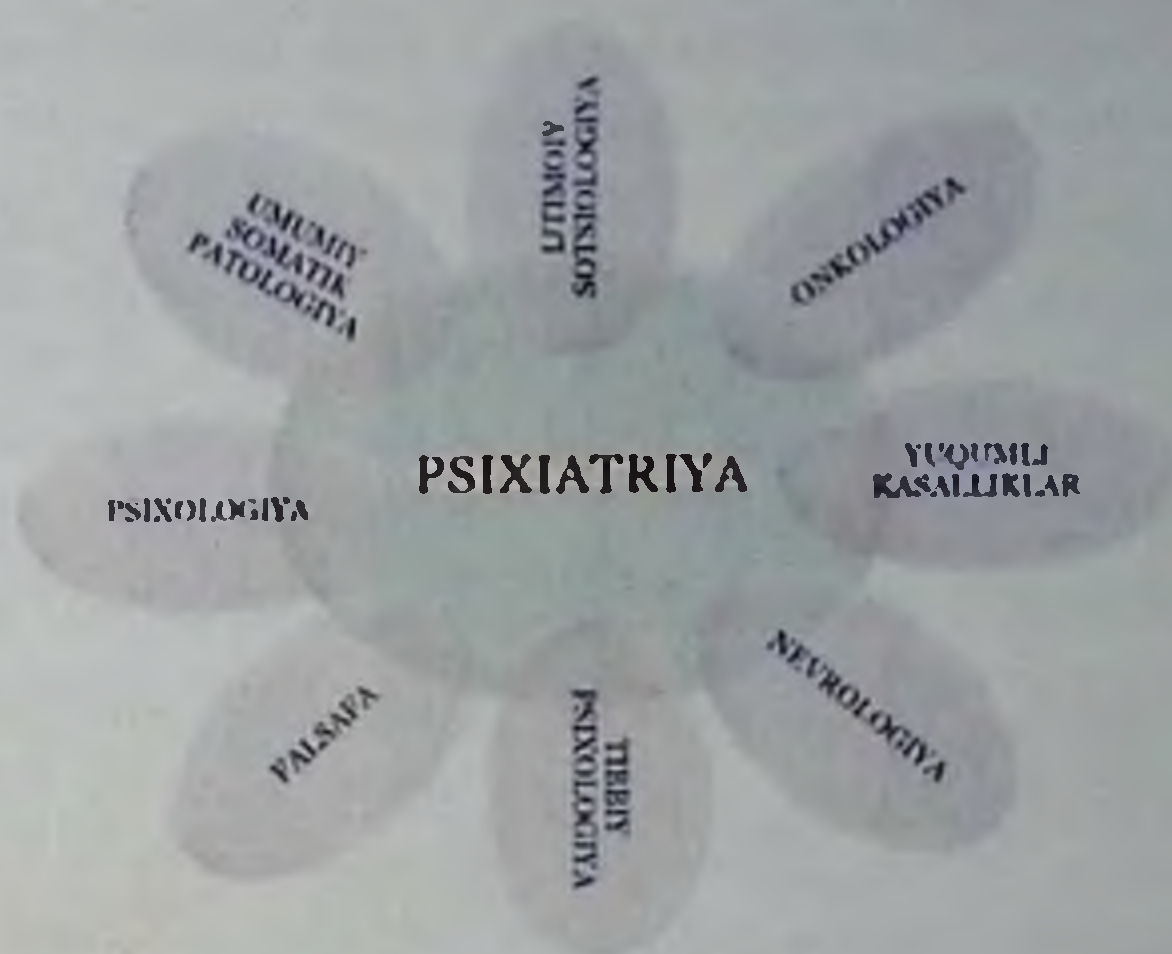 IJTIMOIY
SOTSIOLOGIYA
ONKOLOGIYA
YUQUMLI
KASALLIKLAR
NEVROLOGIYA
TIBBIY
PSIXOLOGIYA
FALSAFA
PSIXOLOGIYA
UMUMIY
SOMATIK
PATOLOGIYA
PSIXIATRIYA